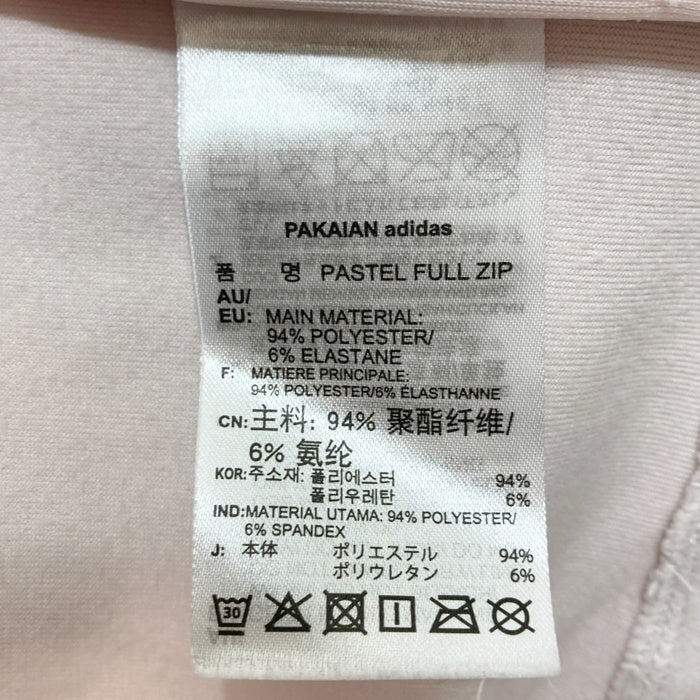 PAKAIAN adidas
품 명 PASTEL FULL ZIP
AU/
EU: MAIN MATERIAL:
94% POLYESTER/
6% ELASTANE
F: MATIERE PRINCIPALE:
94% POLYESTER/6% ÉLASTHANNE
CN: 主料: 94% 聚酯纤维/
6% 氨纶
KOR: 주소재: 폴리에스터 94%
폴리우레탄 6%
IND: MATERIAL UTAMA: 94% POLYESTER/
6% SPANDEX
J: 本体 ポリエステル 94%
ポリウレタン 6%
30